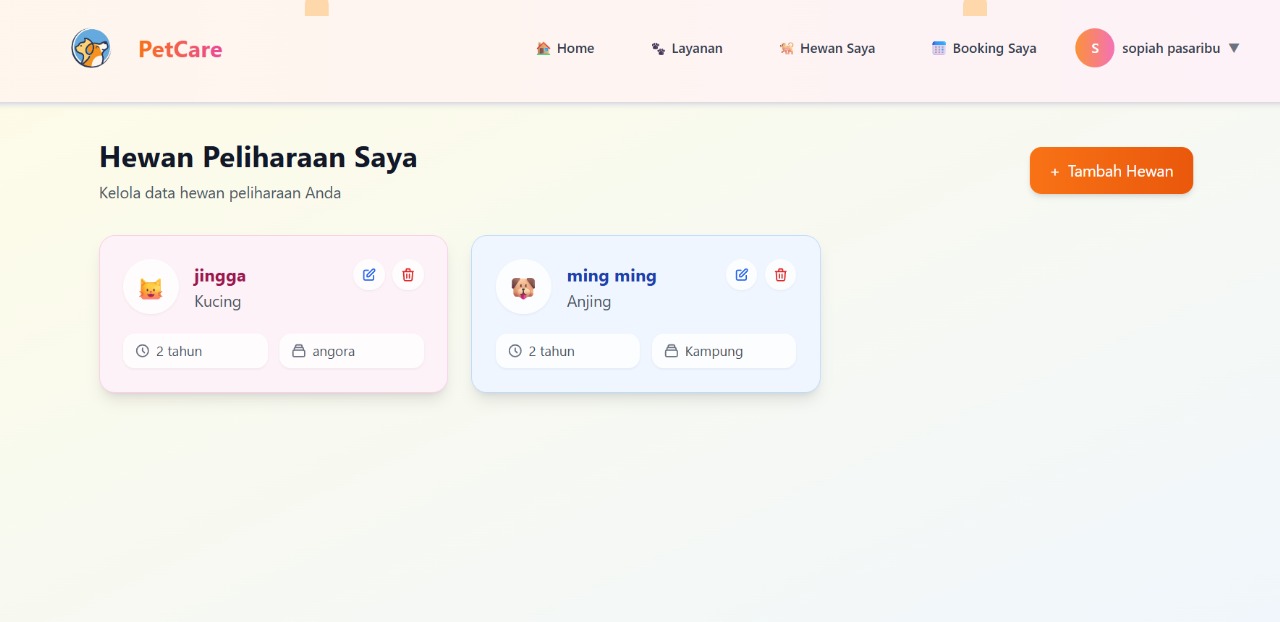 PetCare
Home
Layanan
Hewan Saya
Booking Saya
S
sopiah pasaribu ▼
Hewan Peliharaan Saya
Kelola data hewan peliharaan Anda
+ Tambah Hewan
jingga
Kucing
2 tahun
angora
ming ming
Anjing
2 tahun
Kampung